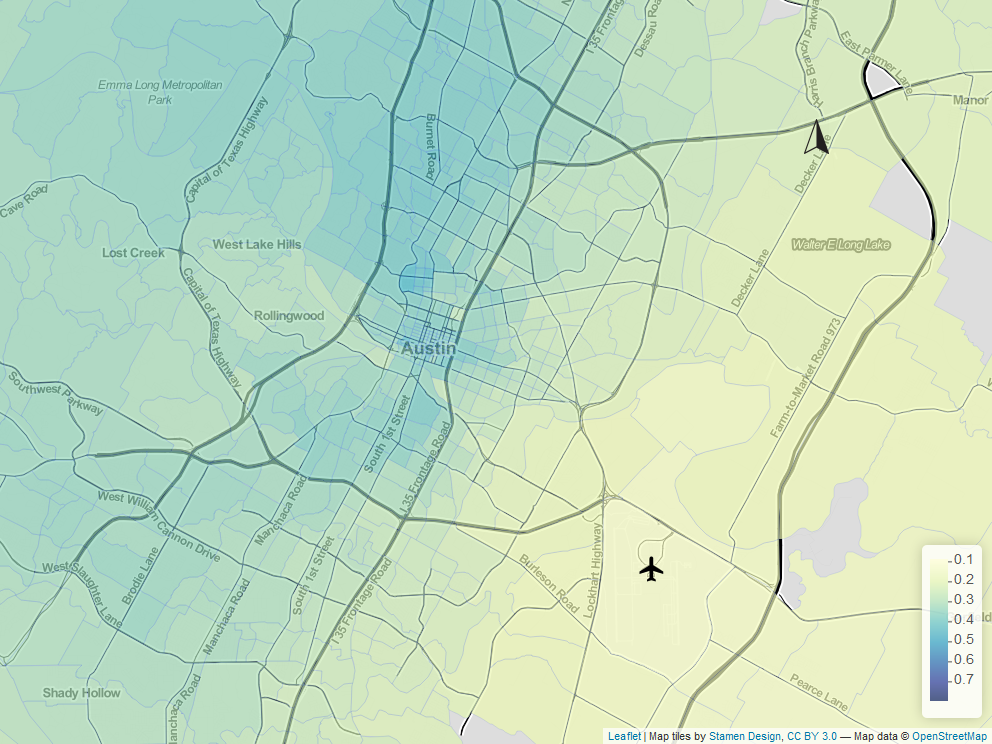 I 35 Frontage
Dessau Road
Harris Branch Parkway
East Parmer Lane
Emma Long Metropolitan
Park
Manor
Capital of Texas Highway
Burnet Road
Decker Lane
Cave Road
Lost Creek
West Lake Hills
Walter E Long Lake
Decker Lane
Capital of Texas Highway
Rollingwood
Austin
Farm-to-Market Road 973
Southwest Parkway
South 1st Street
I 35 Frontage Road
West William Cannon Drive
Manchaca Road
Lockhart Highway
West Slaughter Lane
Brodie Lane
South 1st Street
I 35 Frontage Road
Burleson Road
Manchaca Road
Shady Hollow
Manchaca Road
Pearce Lane
0.1
0.2
0.3
0.4
0.5
0.6
0.7
Leaflet | Map tiles by Stamen Design, CC BY 3.0 — Map data © OpenStreetMap